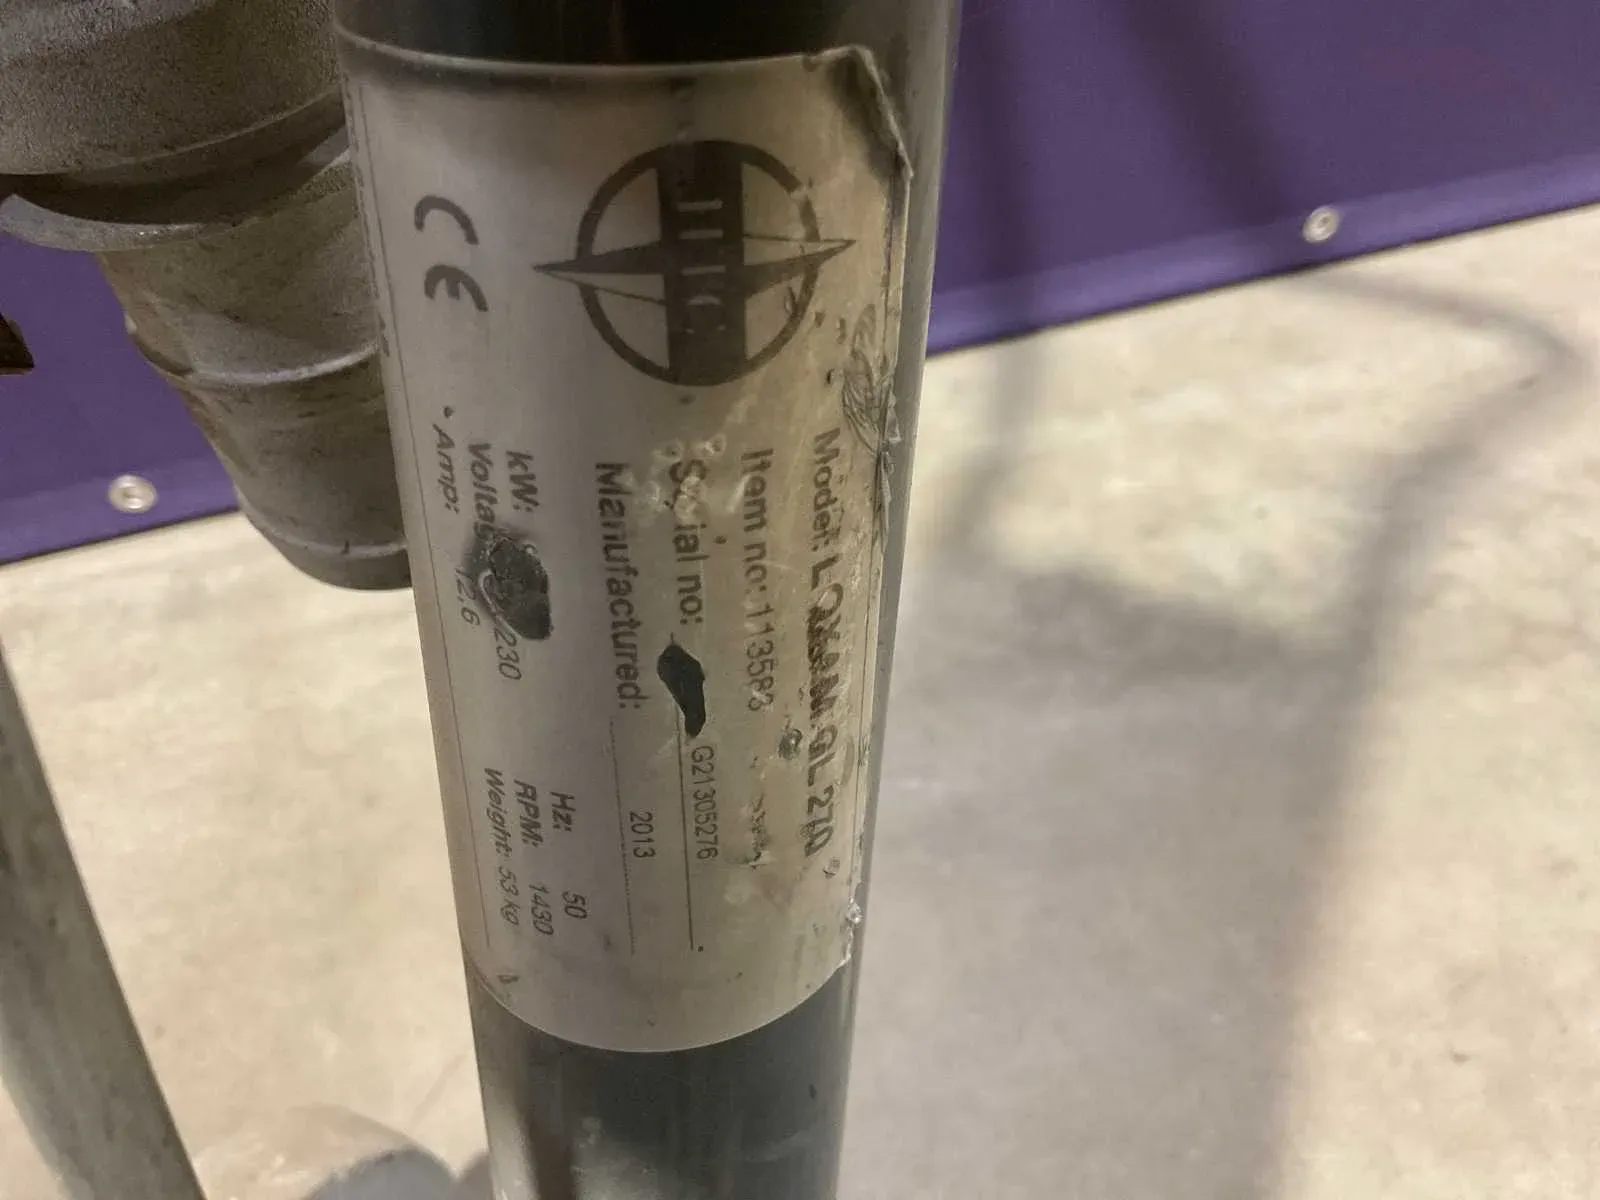 HTC
Model: LOXAM GL 270
Item no: 113583
Serial no: G21305276
Manufactured: 2013
kW: Hz: 50
Voltage: 230 RPM: 1430
Amp: 12.6 Weight: 53 kg
CE